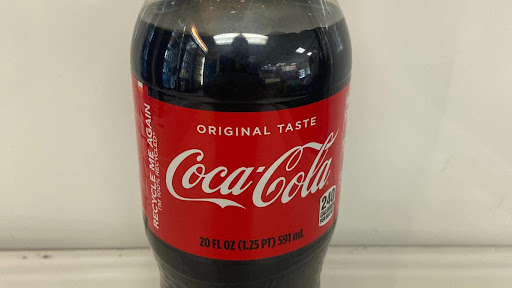 ORIGINAL TASTE
Coca-Cola
20 FL OZ (1.25 PT) 591 mL
RECYCLE ME AGAIN
I'M 100% RECYCLED
240